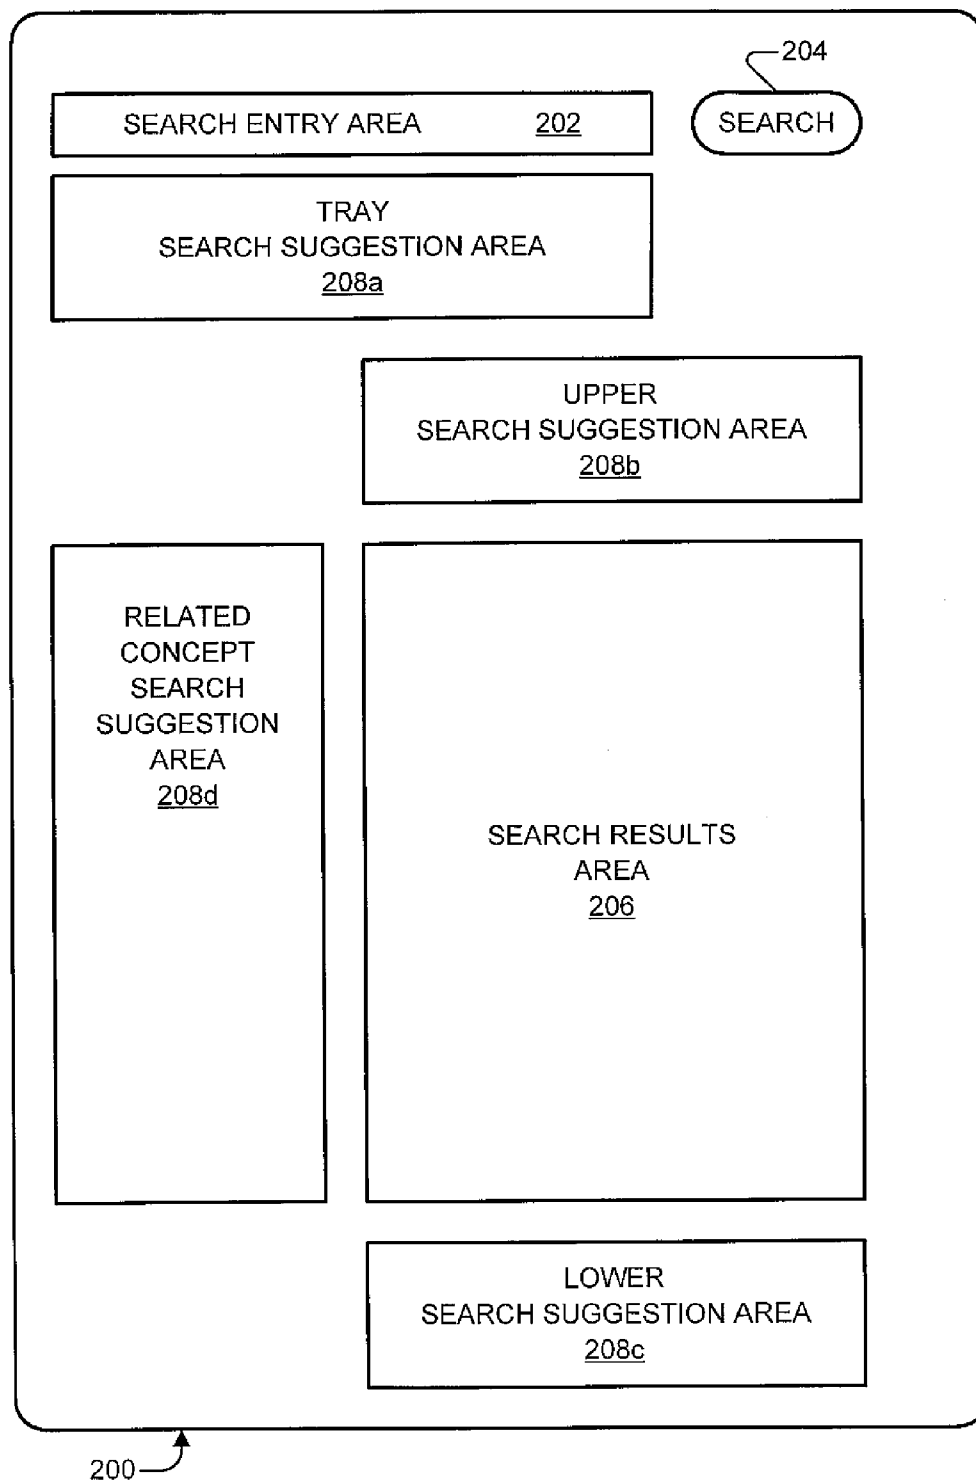 204
SEARCH ENTRY AREA 202
SEARCH
TRAY
SEARCH SUGGESTION AREA
208a
UPPER
SEARCH SUGGESTION AREA
208b
RELATED
CONCEPT
SEARCH
SUGGESTION
AREA
208d
SEARCH RESULTS
AREA
206
LOWER
SEARCH SUGGESTION AREA
208c
200